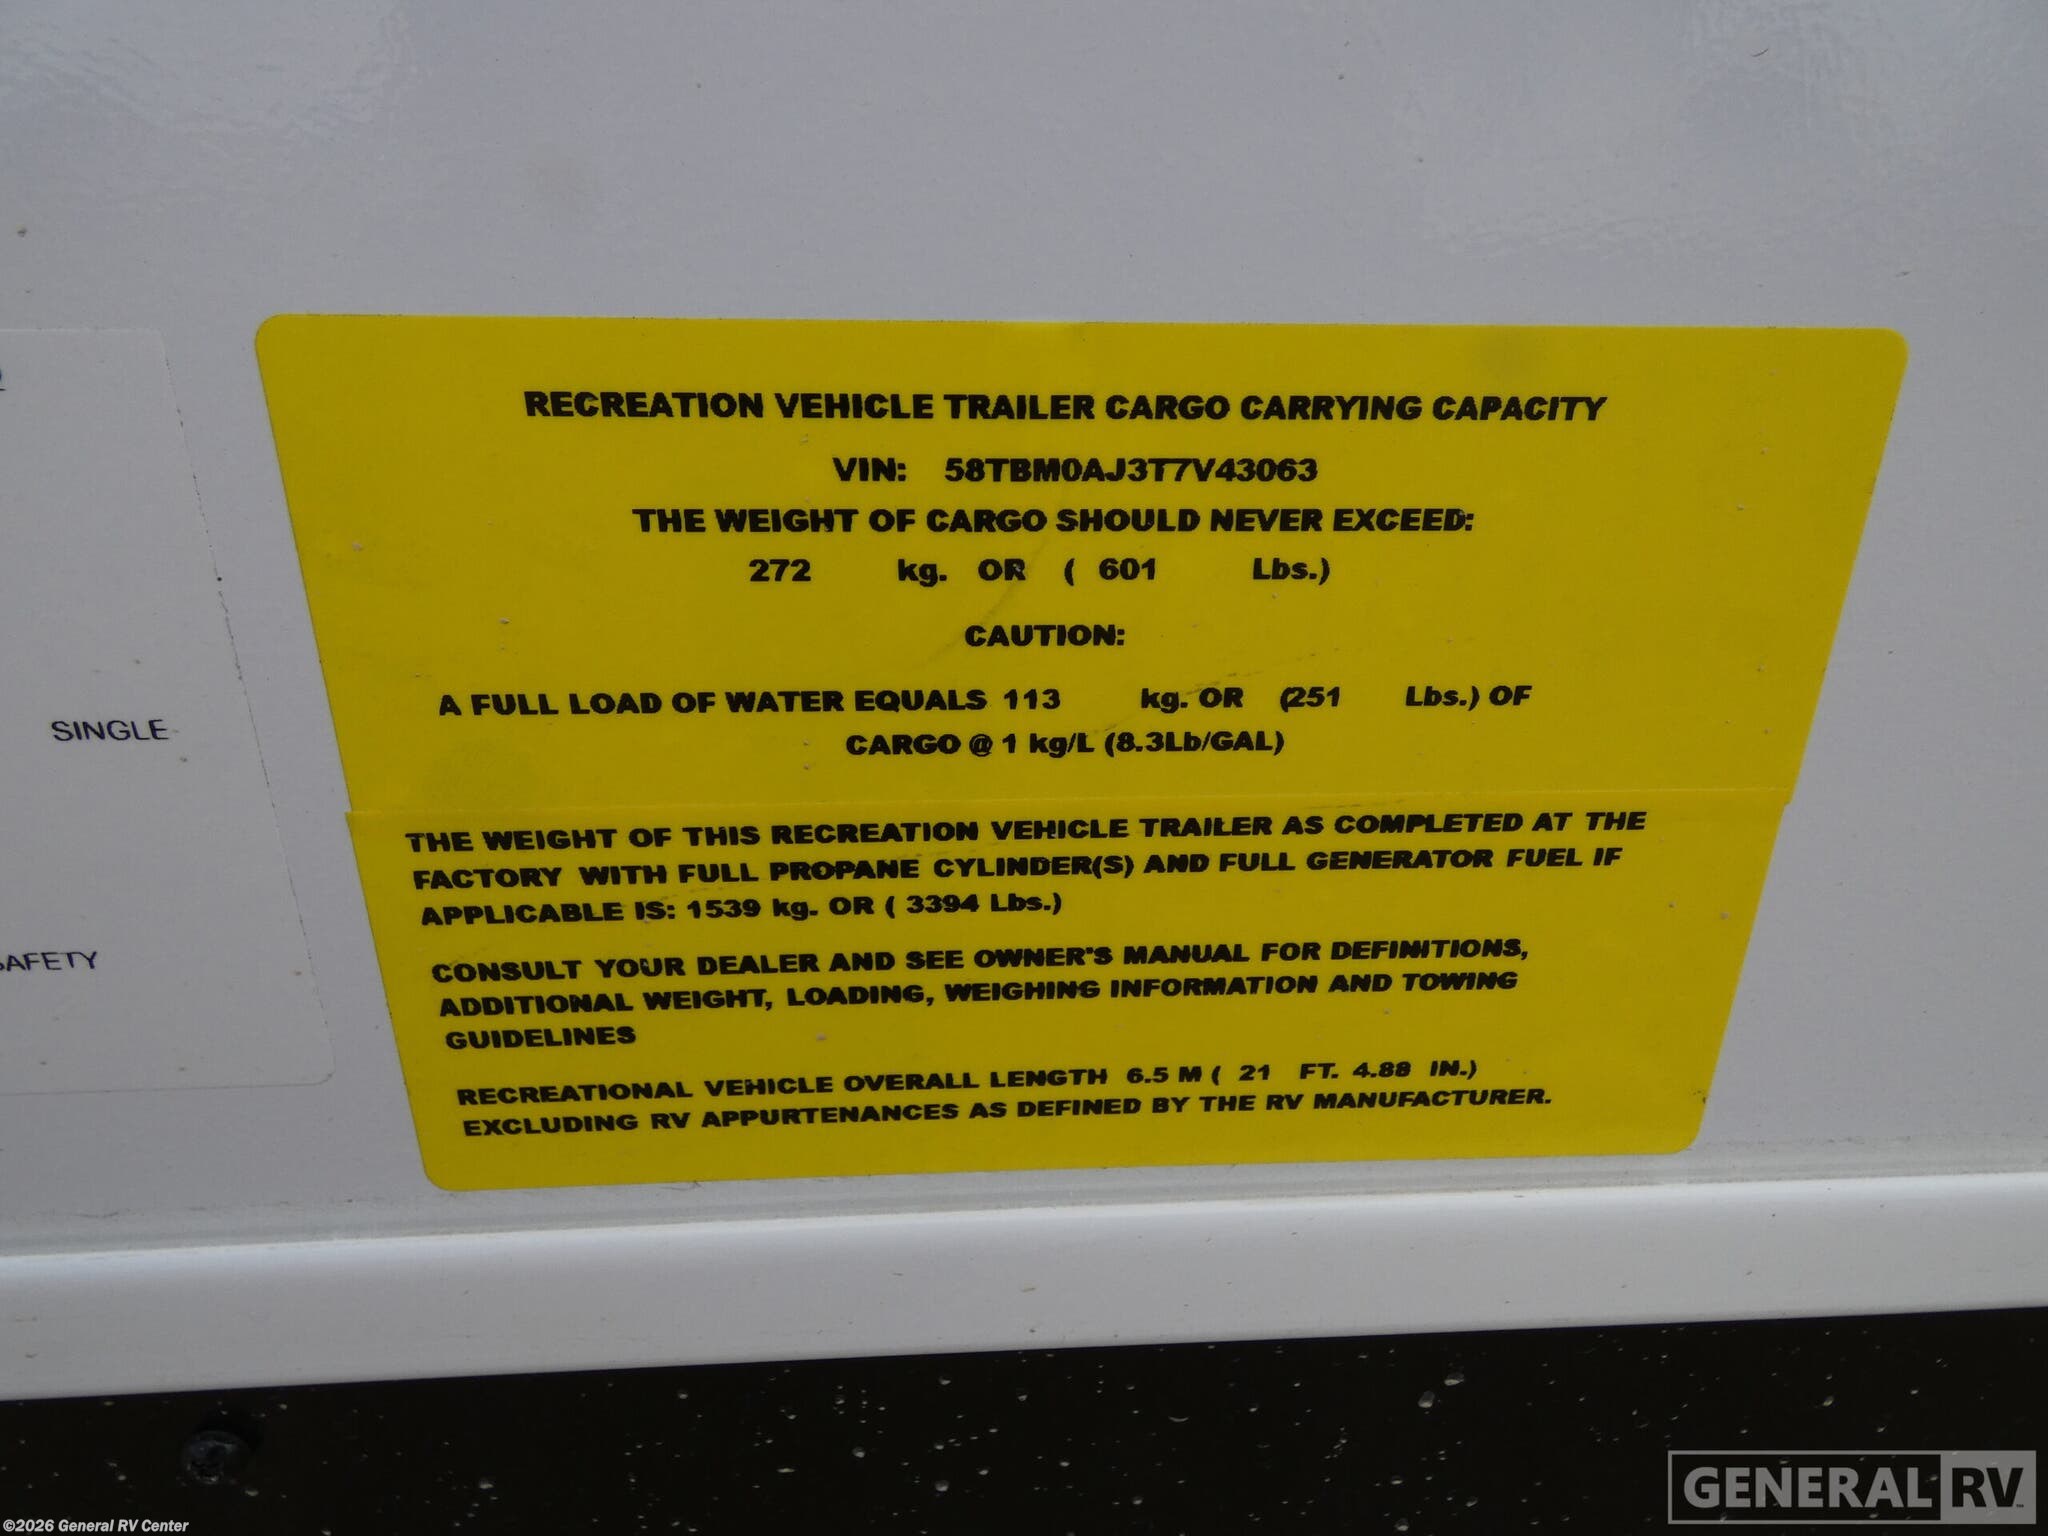 RECREATION VEHICLE TRAILER CARGO CARRYING CAPACITY
VIN: 58TBM0AJ3T7V43063
THE WEIGHT OF CARGO SHOULD NEVER EXCEED:
272 kg. OR ( 601 Lbs.)
CAUTION:
A FULL LOAD OF WATER EQUALS 113 kg. OR (251 Lbs.) OF
CARGO @ 1 kg/L (8.3Lb/GAL)
THE WEIGHT OF THIS RECREATION VEHICLE TRAILER AS COMPLETED AT THE
FACTORY WITH FULL PROPANE CYLINDER(S) AND FULL GENERATOR FUEL IF
APPLICABLE IS: 1539 kg. OR ( 3394 Lbs.)
CONSULT YOUR DEALER AND SEE OWNER'S MANUAL FOR DEFINITIONS,
ADDITIONAL WEIGHT, LOADING, WEIGHING INFORMATION AND TOWING
GUIDELINES
RECREATIONAL VEHICLE OVERALL LENGTH 6.5 M ( 21 FT. 4.88 IN.)
EXCLUDING RV APPURTENANCES AS DEFINED BY THE RV MANUFACTURER.
SINGLE
AFETY
GENERAL RV
©2026 General RV Center